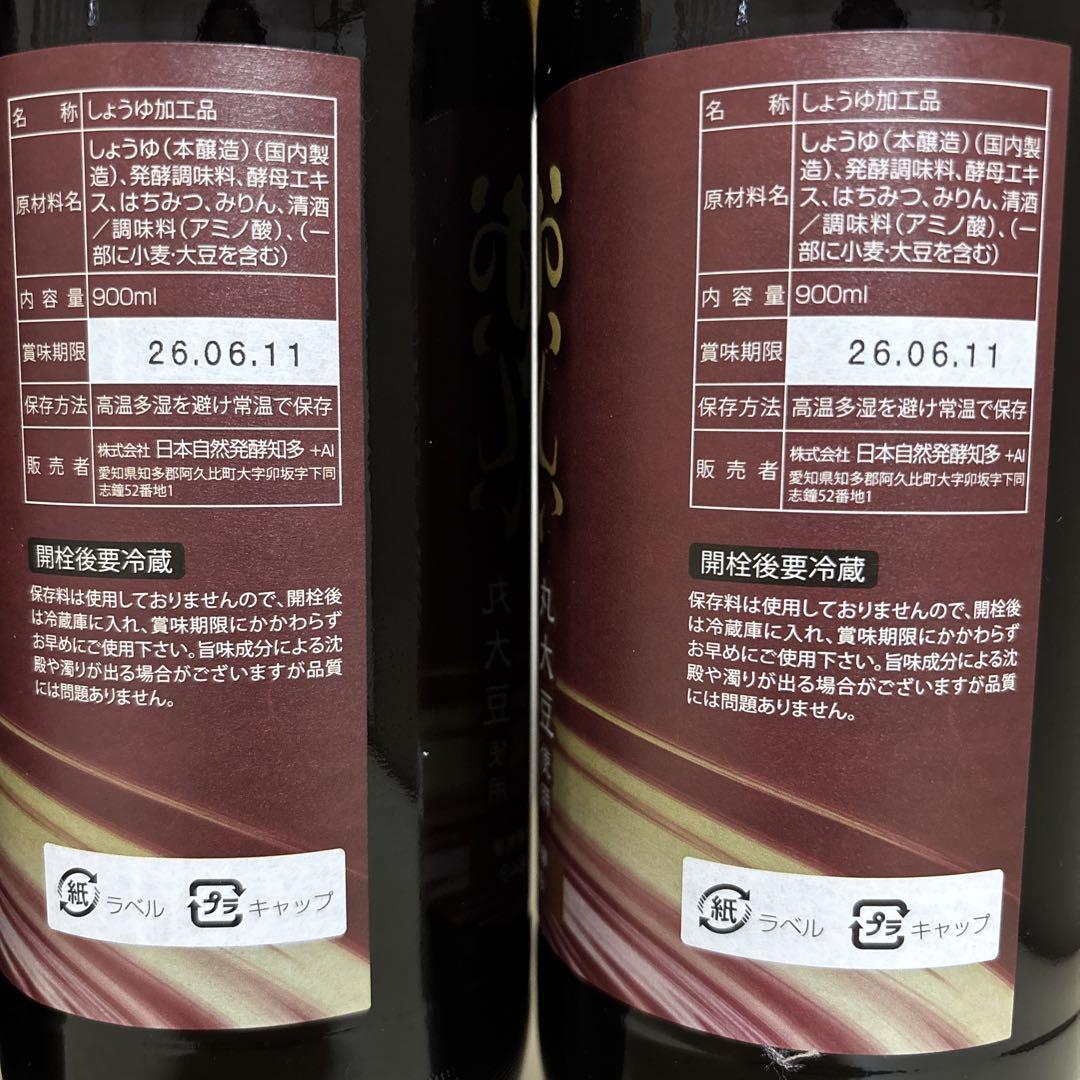 名称 しょうゆ加工品
原材料名 しょうゆ(本醸造)(国内製
造)、発酵調味料、酵母エキ
ス、はちみつ、みりん、清酒
/調味料(アミノ酸)、(一
部に小麦・大豆を含む)
内容量 900ml
賞味期限 26.06.11
保存方法 高温多湿を避け常温で保存
販売者 株式会社 日本自然発酵知多 +AI
愛知県知多郡阿久比町大字卯坂字下同
志鐘52番地1
開栓後要冷蔵
保存料は使用しておりませんので、開栓後
は冷蔵庫に入れ、賞味期限にかかわらず
お早めにご使用下さい。旨味成分による沈
殿や濁りが出る場合がございますが品質
には問題ありません。
紙 ラベル プラ キャップ
丸大豆使用
名称 しょうゆ加工品
原材料名 しょうゆ(本醸造)(国内製
造)、発酵調味料、酵母エキ
ス、はちみつ、みりん、清酒
/調味料(アミノ酸)、(一
部に小麦・大豆を含む)
内容量 900ml
賞味期限 26.06.11
保存方法 高温多湿を避け常温で保存
販売者 株式会社 日本自然発酵知多 +AI
愛知県知多郡阿久比町大字卯坂字下同
志鐘52番地1
開栓後要冷蔵
保存料は使用しておりませんので、開栓後
は冷蔵庫に入れ、賞味期限にかかわらず
お早めにご使用下さい。旨味成分による沈
殿や濁りが出る場合がございますが品質
には問題ありません。
紙 ラベル プラ キャップ